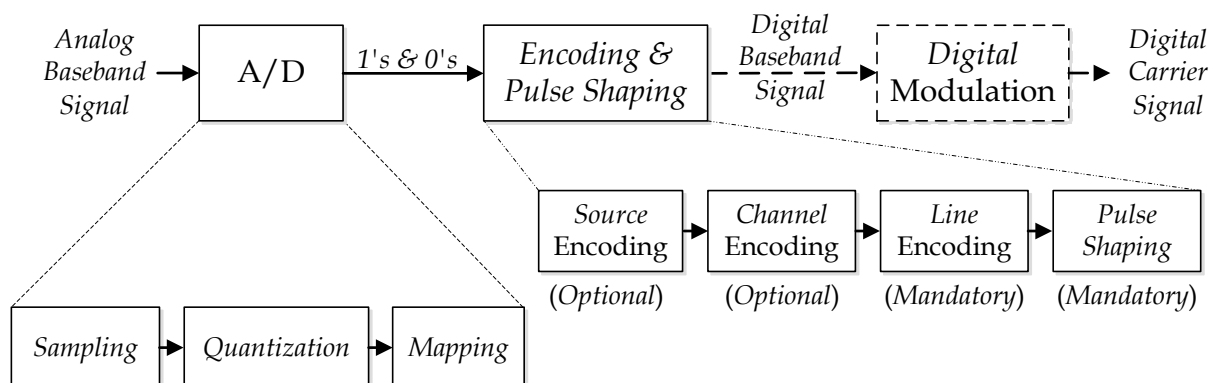 Analog
Baseband
Signal
A/D
1's & 0's
Encoding &
Pulse Shaping
Digital
Baseband
Signal
Digital
Modulation
Digital
Carrier
Signal
Source
Encoding
(Optional)
Channel
Encoding
(Optional)
Line
Encoding
(Mandatory)
Pulse
Shaping
(Mandatory)
Sampling
Quantization
Mapping